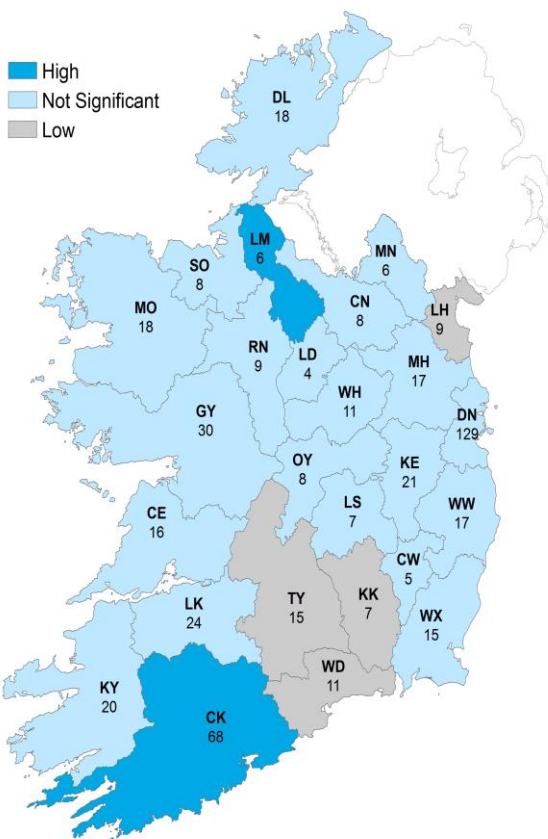 High
Not Significant
Low
DL
18
LM
6
MN
6
SO
8
CN
8
LH
9
MO
18
RN
9
LD
4
MH
17
WH
11
GY
30
DN
129
OY
8
KE
21
LS
7
WW
17
CE
16
CW
5
TY
15
KK
7
LK
24
WX
15
WD
11
KY
20
CK
68